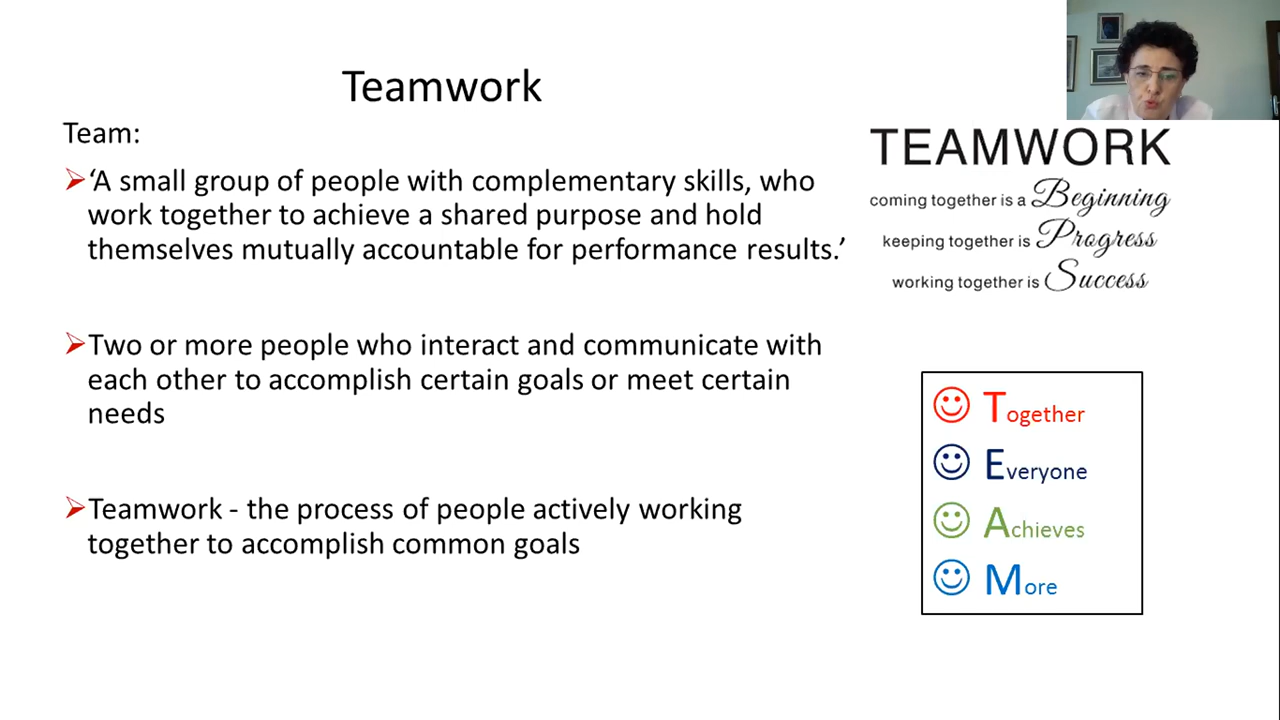 Teamwork
Team:
‘A small group of people with complementary skills, who
work together to achieve a shared purpose and hold
themselves mutually accountable for performance results.’
Two or more people who interact and communicate with
each other to accomplish certain goals or meet certain
needs
Teamwork - the process of people actively working
together to accomplish common goals
TEAMWORK
coming together is a Beginning
keeping together is Progress
working together is Success
Together
Everyone
Achieves
More